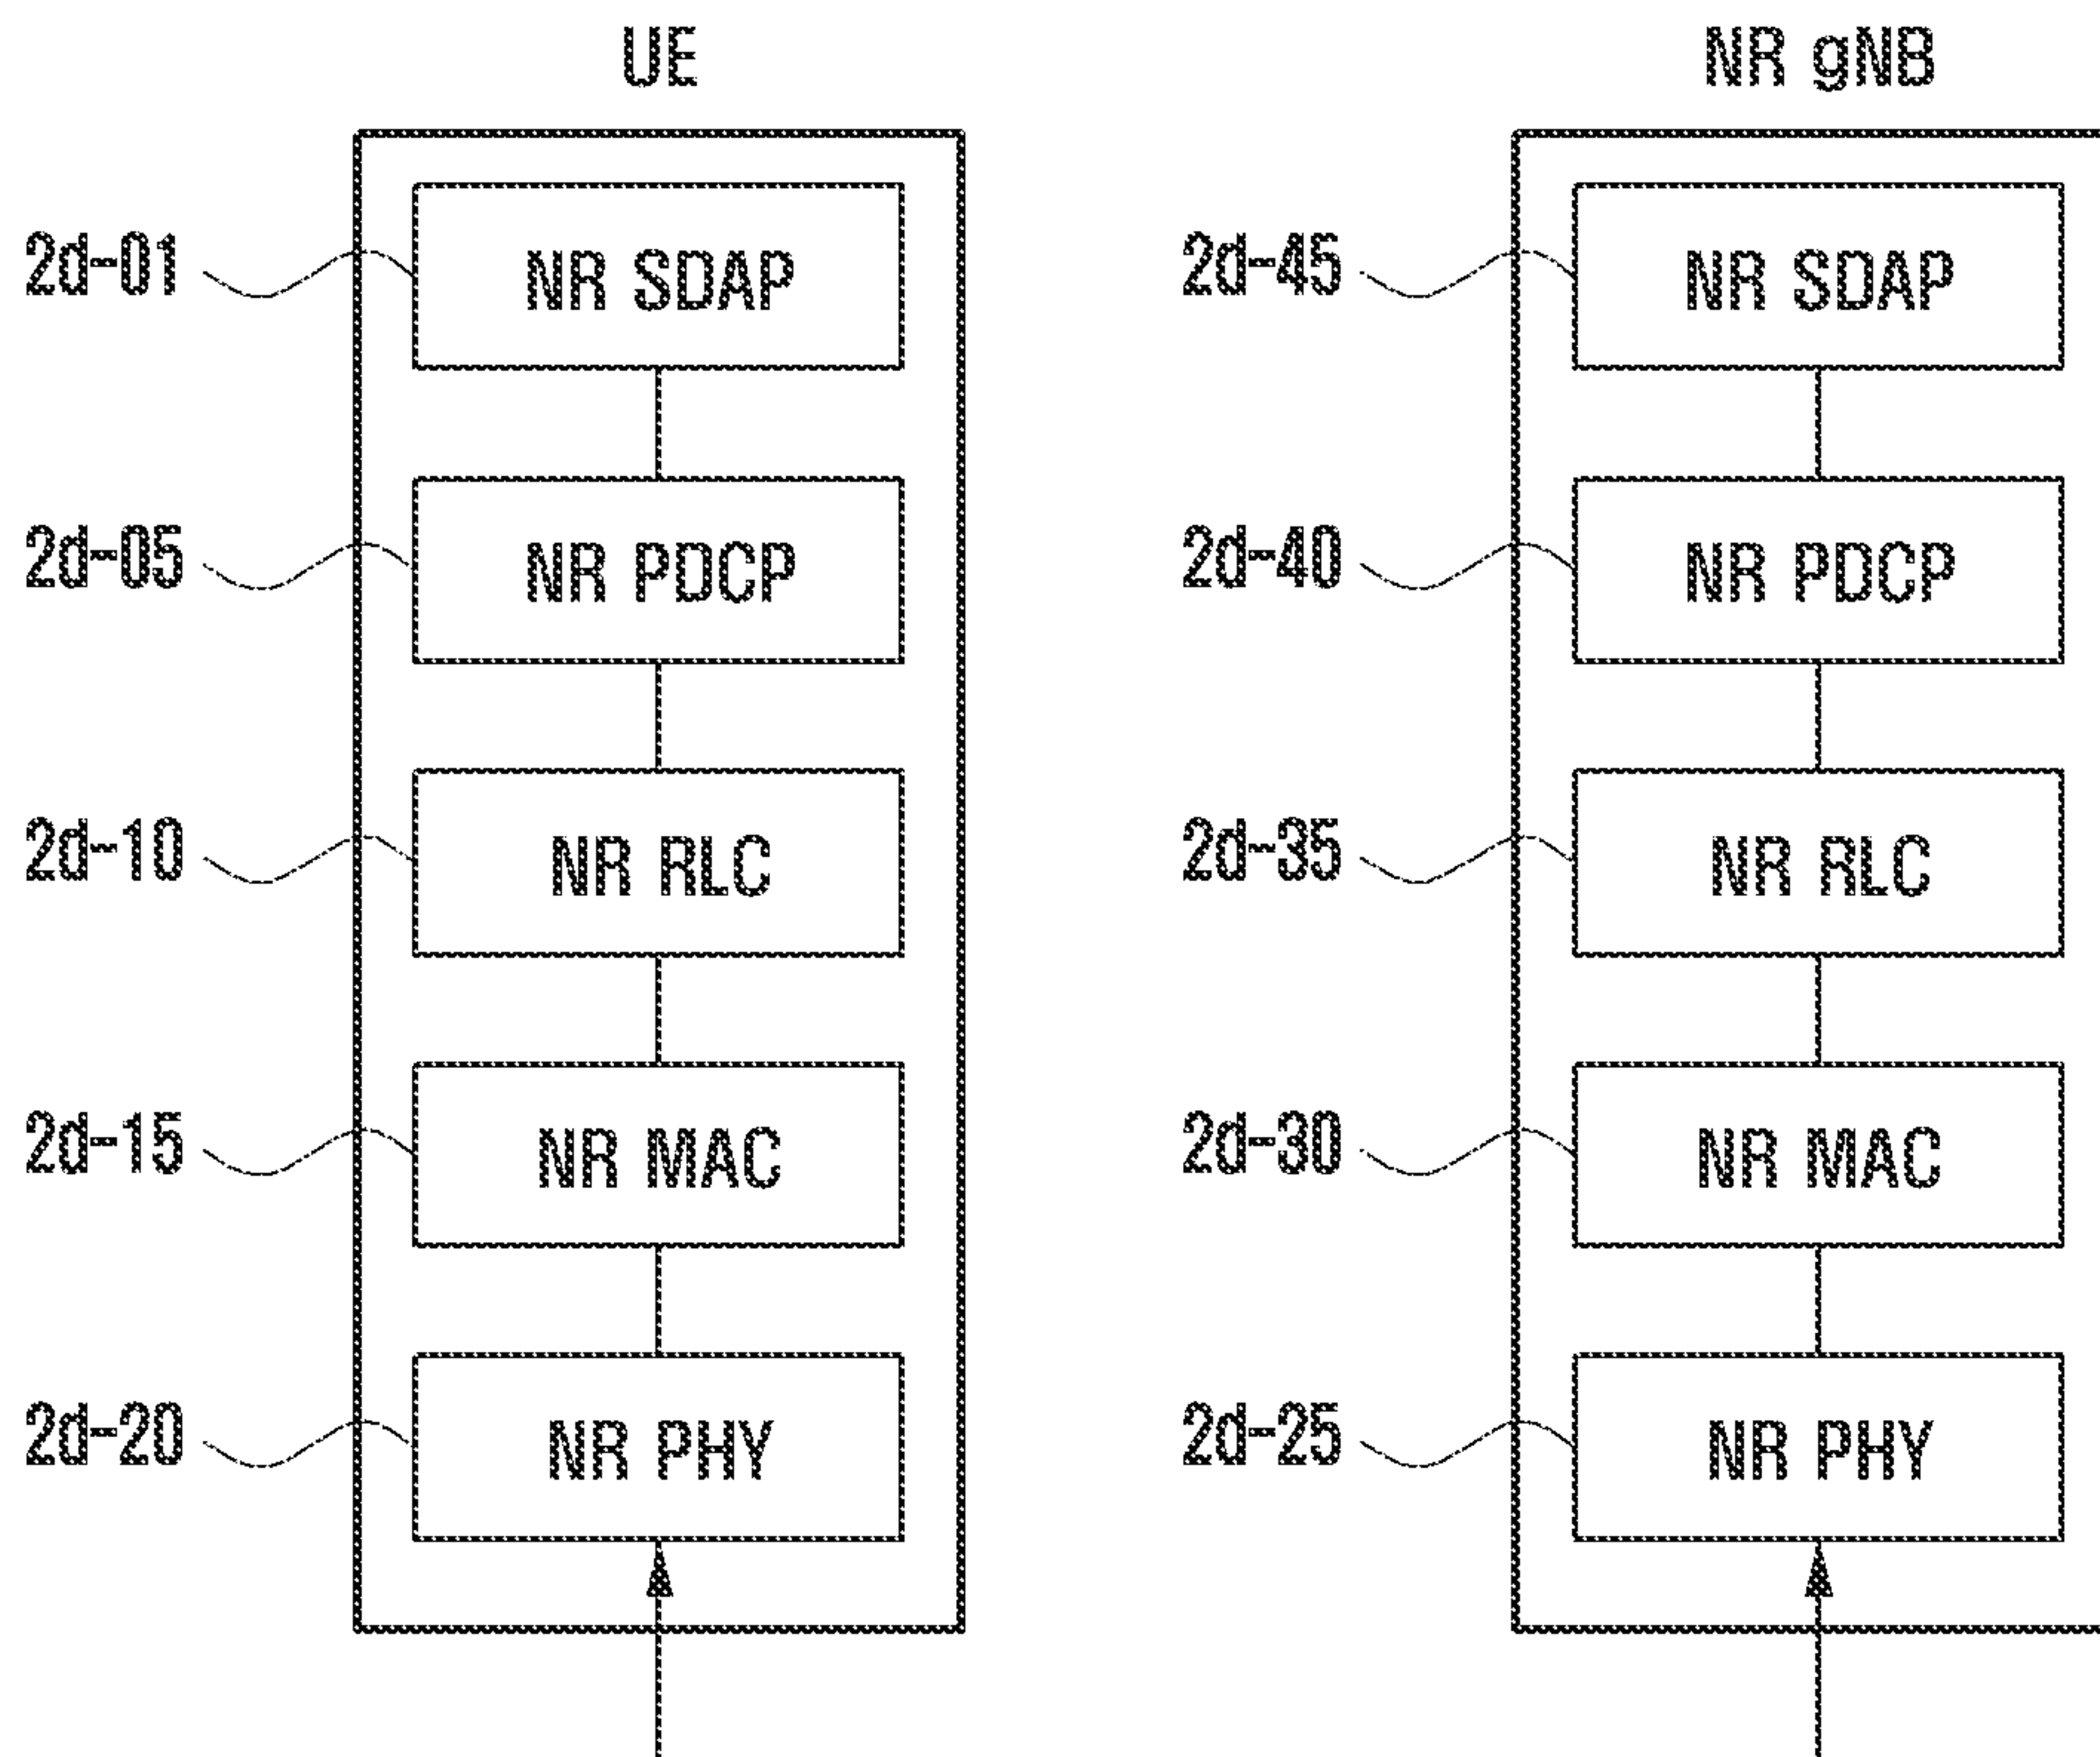 UE
NR gNB
2d-01
NR SDAP
2d-45
NR SDAP
2d-05
NR PDCP
2d-40
NR PDCP
2d-10
NR RLC
2d-35
NR RLC
2d-15
NR MAC
2d-30
NR MAC
2d-20
NR PHY
2d-25
NR PHY